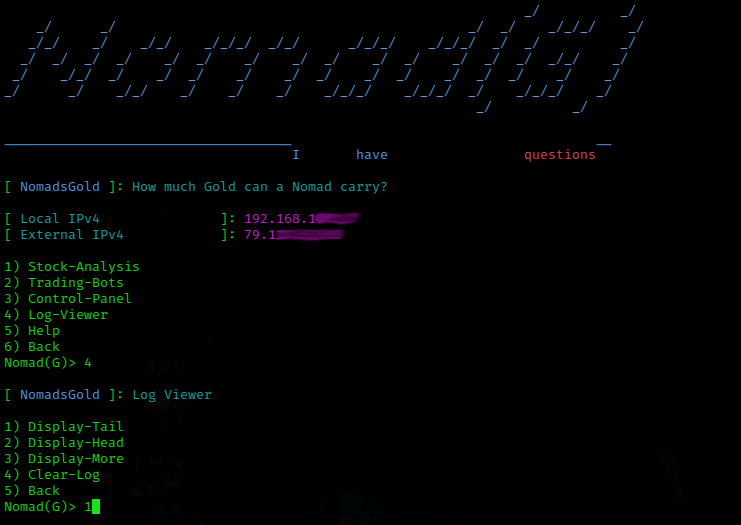 Nomad(G)
I have questions
[ NomadsGold ]: How much Gold can a Nomad carry?
[ Local IPv4 ]: 192.168.1
[ External IPv4 ]: 79.1
1) Stock-Analysis
2) Trading-Bots
3) Control-Panel
4) Log-Viewer
5) Help
6) Back
Nomad(G)> 4
[ NomadsGold ]: Log Viewer
1) Display-Tail
2) Display-Head
3) Display-More
4) Clear-Log
5) Back
Nomad(G)> 1